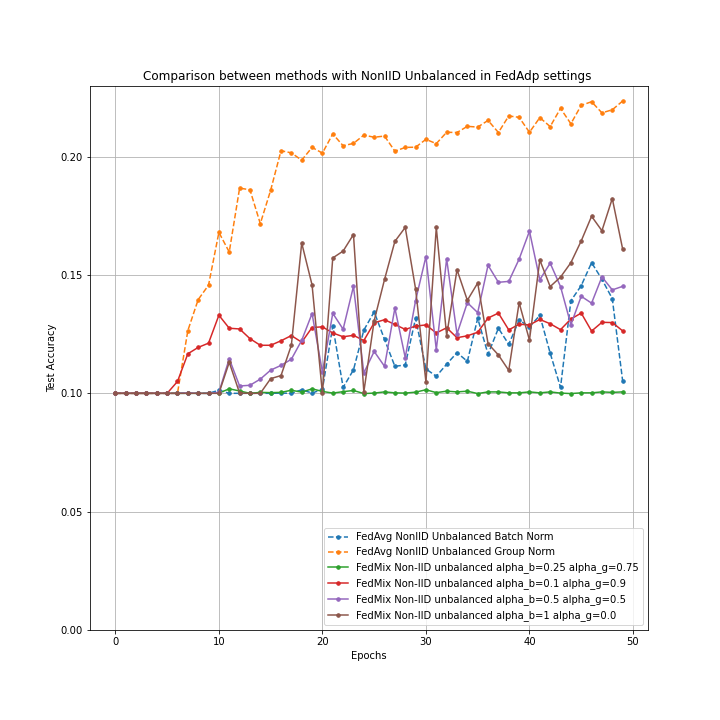 Comparison between methods with NonIID Unbalanced in FedAdp settings
Test Accuracy
0.20
0.15
0.10
0.05
0.00
0
10
20
30
40
50
Epochs
FedAvg NonIID Unbalanced Batch Norm
FedAvg NonIID Unbalanced Group Norm
FedMix Non-IID unbalanced alpha_b=0.25 alpha_g=0.75
FedMix Non-IID unbalanced alpha_b=0.1 alpha_g=0.9
FedMix Non-IID unbalanced alpha_b=0.5 alpha_g=0.5
FedMix Non-IID unbalanced alpha_b=1 alpha_g=0.0